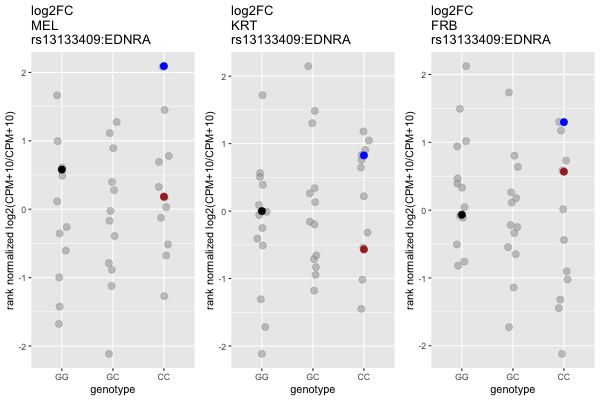 log2FC
MEL
rs13133409:EDNRA
rank normalized log2(CPM+10/CPM+10)
2
1
0
-1
-2
GG
GC
CC
genotype
log2FC
KRT
rs13133409:EDNRA
rank normalized log2(CPM+10/CPM+10)
2
1
0
-1
-2
GG
GC
CC
genotype
log2FC
FRB
rs13133409:EDNRA
rank normalized log2(CPM+10/CPM+10)
2
1
0
-1
-2
GG
GC
CC
genotype